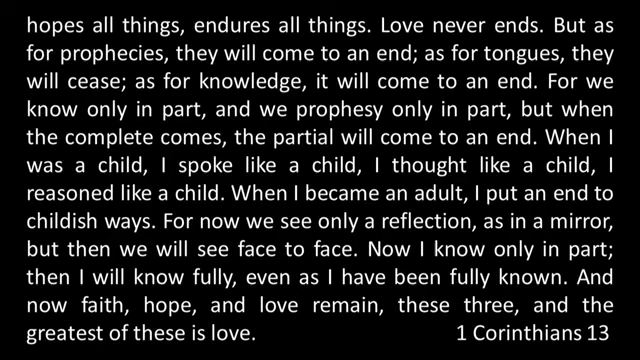 hopes all things, endures all things. Love never ends. But as
for prophecies, they will come to an end; as for tongues, they
will cease; as for knowledge, it will come to an end. For we
know only in part, and we prophesy only in part, but when
the complete comes, the partial will come to an end. When I
was a child, I spoke like a child, I thought like a child, I
reasoned like a child. When I became an adult, I put an end to
childish ways. For now we see only a reflection, as in a mirror,
but then we will see face to face. Now I know only in part;
then I will know fully, even as I have been fully known. And
now faith, hope, and love remain, these three, and the
greatest of these is love. 1 Corinthians 13